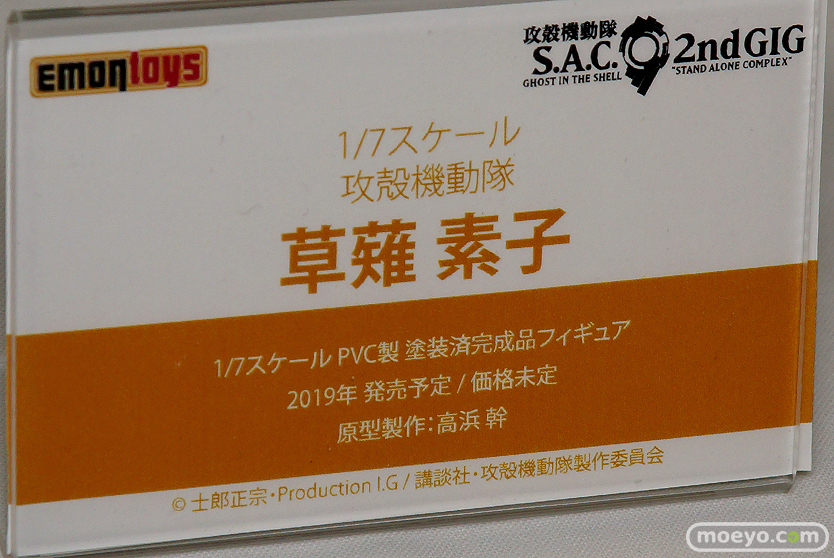 EMONtoys
攻殻機動隊
S.A.C. 2ndGIG
GHOST IN THE SHELL "STAND ALONE COMPLEX"
1/7スケール
攻殻機動隊
草薙 素子
1/7スケール PVC製 塗装済完成品フィギュア
2019年 発売予定 / 価格未定
原型製作：高浜 幹
© 士郎正宗・Production I.G / 講談社・攻殻機動隊製作委員会
moeyo.com